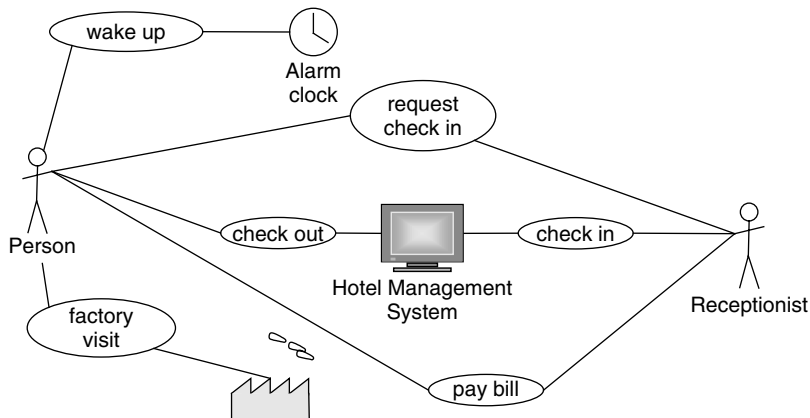 wake up
Alarm
clock
request
check in
check out
check in
Person
Hotel Management
System
Receptionist
factory
visit
pay bill